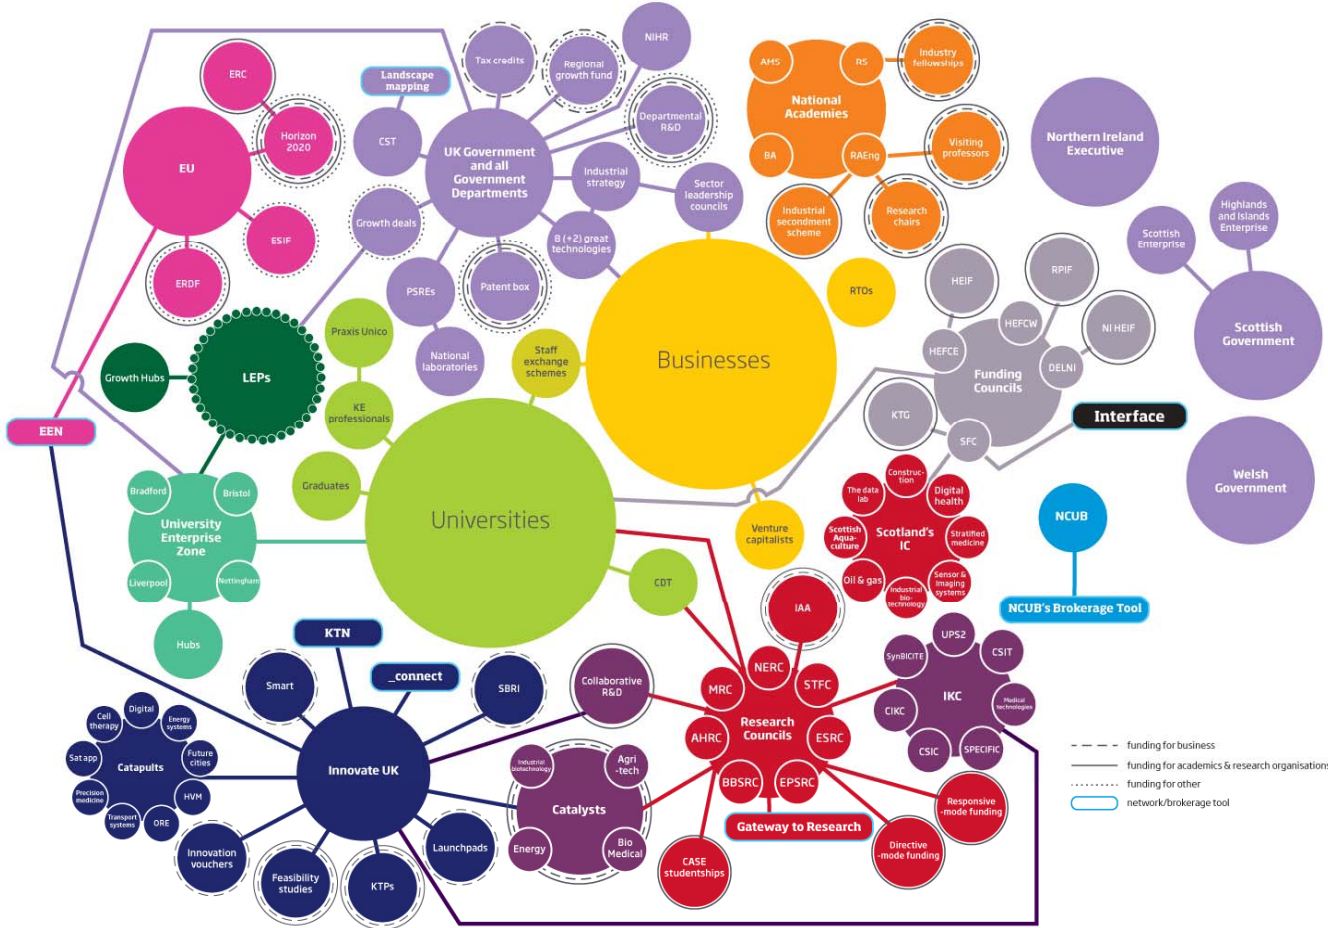 ERC
Horizon
2020
EU
ESIF
ERDF
EEN
Landscape
mapping
CST
Tax credits
Regional
growth fund
NIHR
Departmental
R&D
UK Government
and all
Government
Departments
Industrial
strategy
Sector
leadership
councils
Growth deals
8 (+2) great
technologies
PSREs
Patent box
National
laboratories
AMS
RS
Industry
fellowships
National
Academies
BA
RAEng
Visiting
professors
Industrial
secondment
scheme
Research
chairs
Northern Ireland
Executive
Highlands
and Islands
Enterprise
Scottish
Enterprise
Scottish
Government
Welsh
Government
RTOs
HEIF
RPIF
NI HEIF
HEFCW
HEFCE
DELNI
Funding
Councils
KTG
SFC
Interface
Growth Hubs
LEPs
Praxis Unico
KE
professionals
Graduates
Staff
exchange
schemes
Businesses
Universities
Venture
capitalists
CDT
Bradford
Bristol
University
Enterprise
Zone
Liverpool
Nottingham
Hubs
Construc-
tion
The data
lab
Digital
health
Scottish
Aqua-
culture
Scotland's
IC
Stratified
medicine
Oil & gas
Industrial
bio-
technology
Sensor &
Imaging
systems
NCUB
NCUB's Brokerage Tool
KTN
_connect
Smart
SBRI
Collaborative
R&D
Innovate UK
Digital
Cell
therapy
Energy
systems
Sat app
Catapults
Future
cities
Precision
medicine
HVM
Transport
systems
ORE
Innovation
vouchers
Feasibility
studies
KTPs
Launchpads
Industrial
biotechnology
Agri
-tech
Catalysts
Energy
Bio
Medical
IAA
NERC
MRC
STFC
AHRC
Research
Councils
ESRC
BBSRC
EPSRC
Gateway to Research
CASE
studentships
Directive
-mode funding
Responsive
-mode funding
UPS2
SynBICITE
CSIT
IKC
CIKC
Medical
technologies
CSIC
SPECIFIC
funding for business
funding for academics & research organisations
funding for other
network/brokerage tool